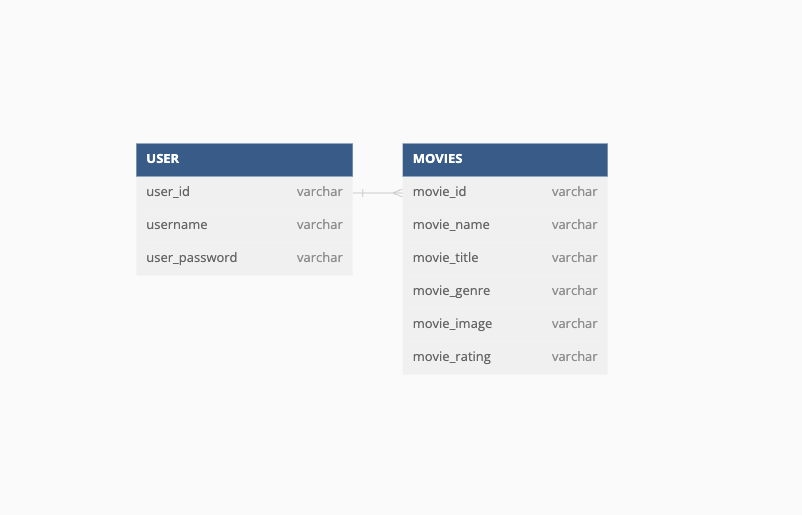 USER
user_id varchar
username varchar
user_password varchar
MOVIES
movie_id varchar
movie_name varchar
movie_title varchar
movie_genre varchar
movie_image varchar
movie_rating varchar